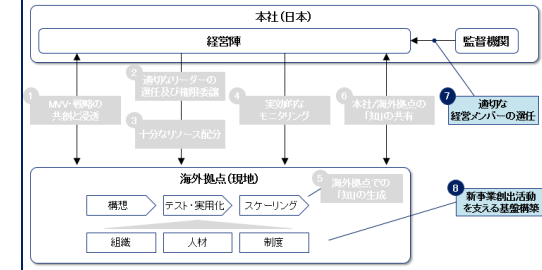 本社(日本)
経営陣
監督機関
1
MVV・戦略の
共創と浸透
2
適切なリーダーの
選任及び権限委譲
3
十分なリソース配分
4
実効的な
モニタリング
6
本社/海外拠点の
「知」の共有
7
適切な
経営メンバーの選任
海外拠点(現地)
5
海外拠点での
「知」の生成
構想
テスト・実用化
スケーリング
8
新事業創出活動
を支える基盤構築
組織
人材
制度